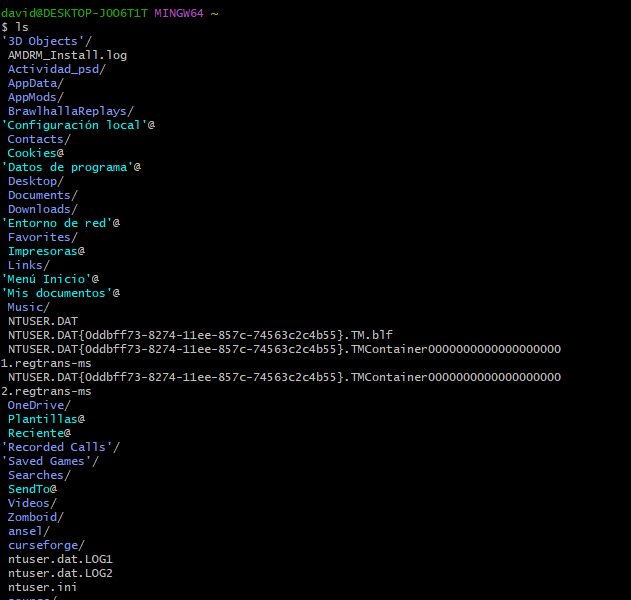 david@DESKTOP-JOO6T1T MINGW64 ~
$ ls
'3D Objects'/
AMDRM_Install.log
Actividad_psd/
AppData/
AppMods/
BrawlhallaReplays/
'Configuración local'@
Contacts/
Cookies@
'Datos de programa'@
Desktop/
Documents/
Downloads/
'Entorno de red'@
Favorites/
Impresoras@
Links/
'Menú Inicio'@
'Mis documentos'@
Music/
NTUSER.DAT
NTUSER.DAT{0ddbff73-8274-11ee-857c-74563c2c4b55}.TM.blf
NTUSER.DAT{0ddbff73-8274-11ee-857c-74563c2c4b55}.TMContainer0000000000000000000
1.regtrans-ms
NTUSER.DAT{0ddbff73-8274-11ee-857c-74563c2c4b55}.TMContainer0000000000000000000
2.regtrans-ms
OneDrive/
Plantillas@
Reciente@
'Recorded Calls'/
'Saved Games'/
Searches/
SendTo@
Videos/
Zomboid/
ansel/
curseforge/
ntuser.dat.LOG1
ntuser.dat.LOG2
ntuser.ini